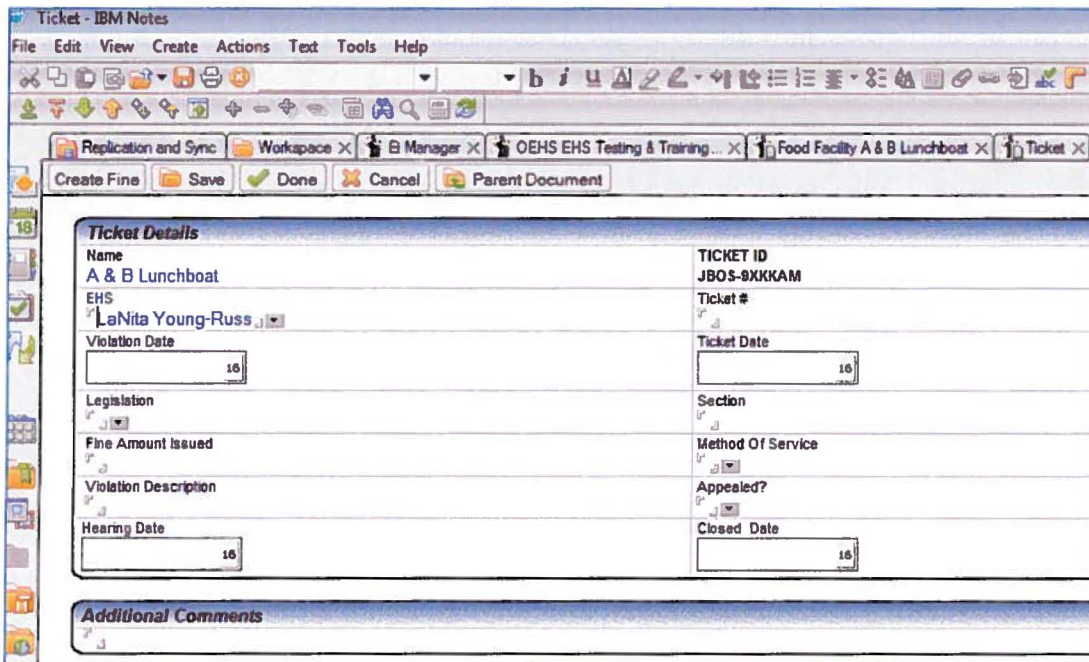 Ticket - IBM Notes
File Edit View Create Actions Text Tools Help
b i U A
Replication and Sync Workspace X B Manager X OEHS EHS Testing & Training... X Food Facility A & B Lunchboat X Ticket X
Create Fine Save Done Cancel Parent Document
18
Ticket Details
Name TICKET ID
A & B Lunchboat JBOS-9XKKAM
EHS Ticket #
LaNita Young-Russ
Violation Date Ticket Date
16 16
Legislation Section
Fine Amount Issued Method Of Service
Violation Description Appealed?
Hearing Date Closed Date
16 16
Additional Comments